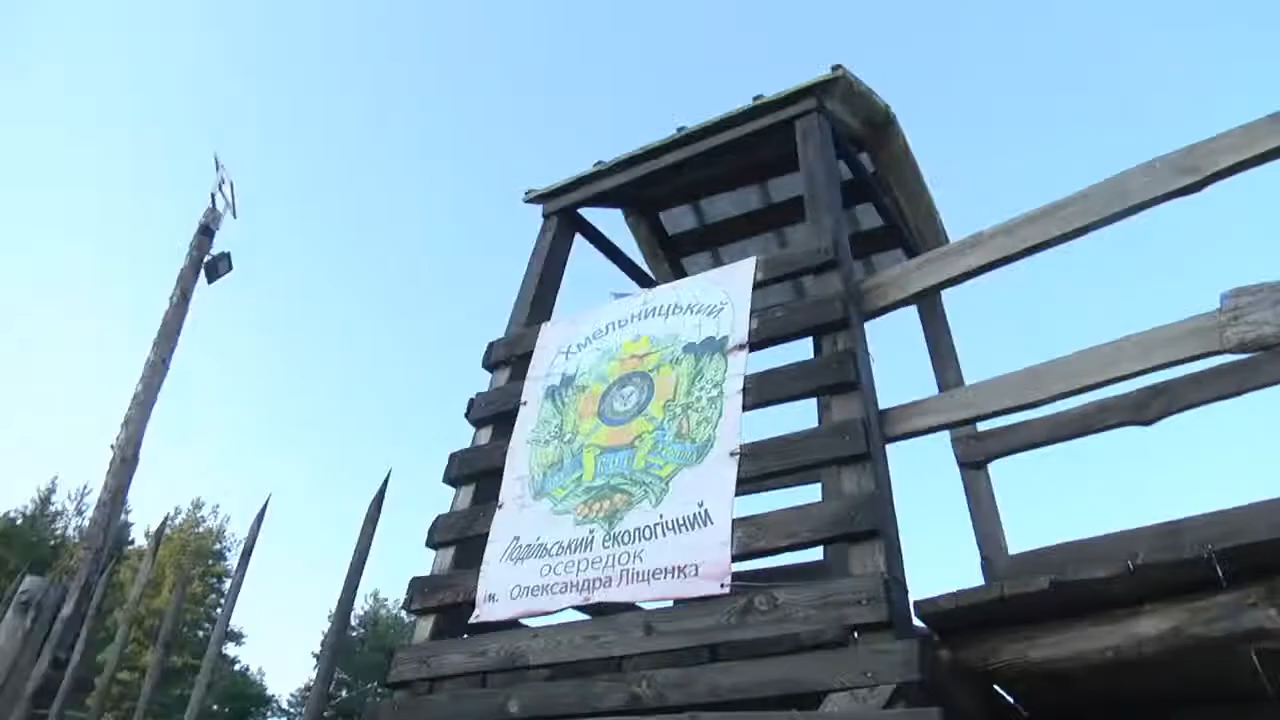 Хмельницький
Подільський екологічний
осередок
ім. Олександра Ліщенка